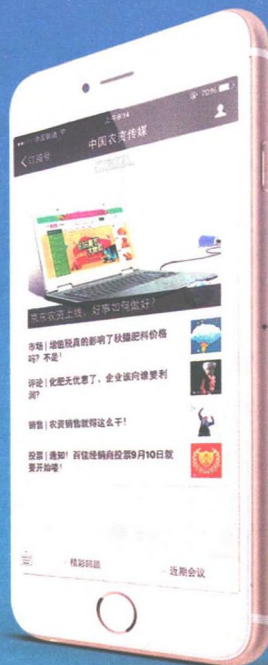 70%
订阅号
中国农资传媒
京东农资上线，好事如何做好？
市场 | 增值税真的影响了秋播肥料价格
吗？不是！
评论 | 化肥无优惠了，企业该向谁要利
润？
销售 | 农资销售就得这么干！
投票 | 通知！百佳经销商投票9月10日就
要开始喽！
精彩回顾
近期会议